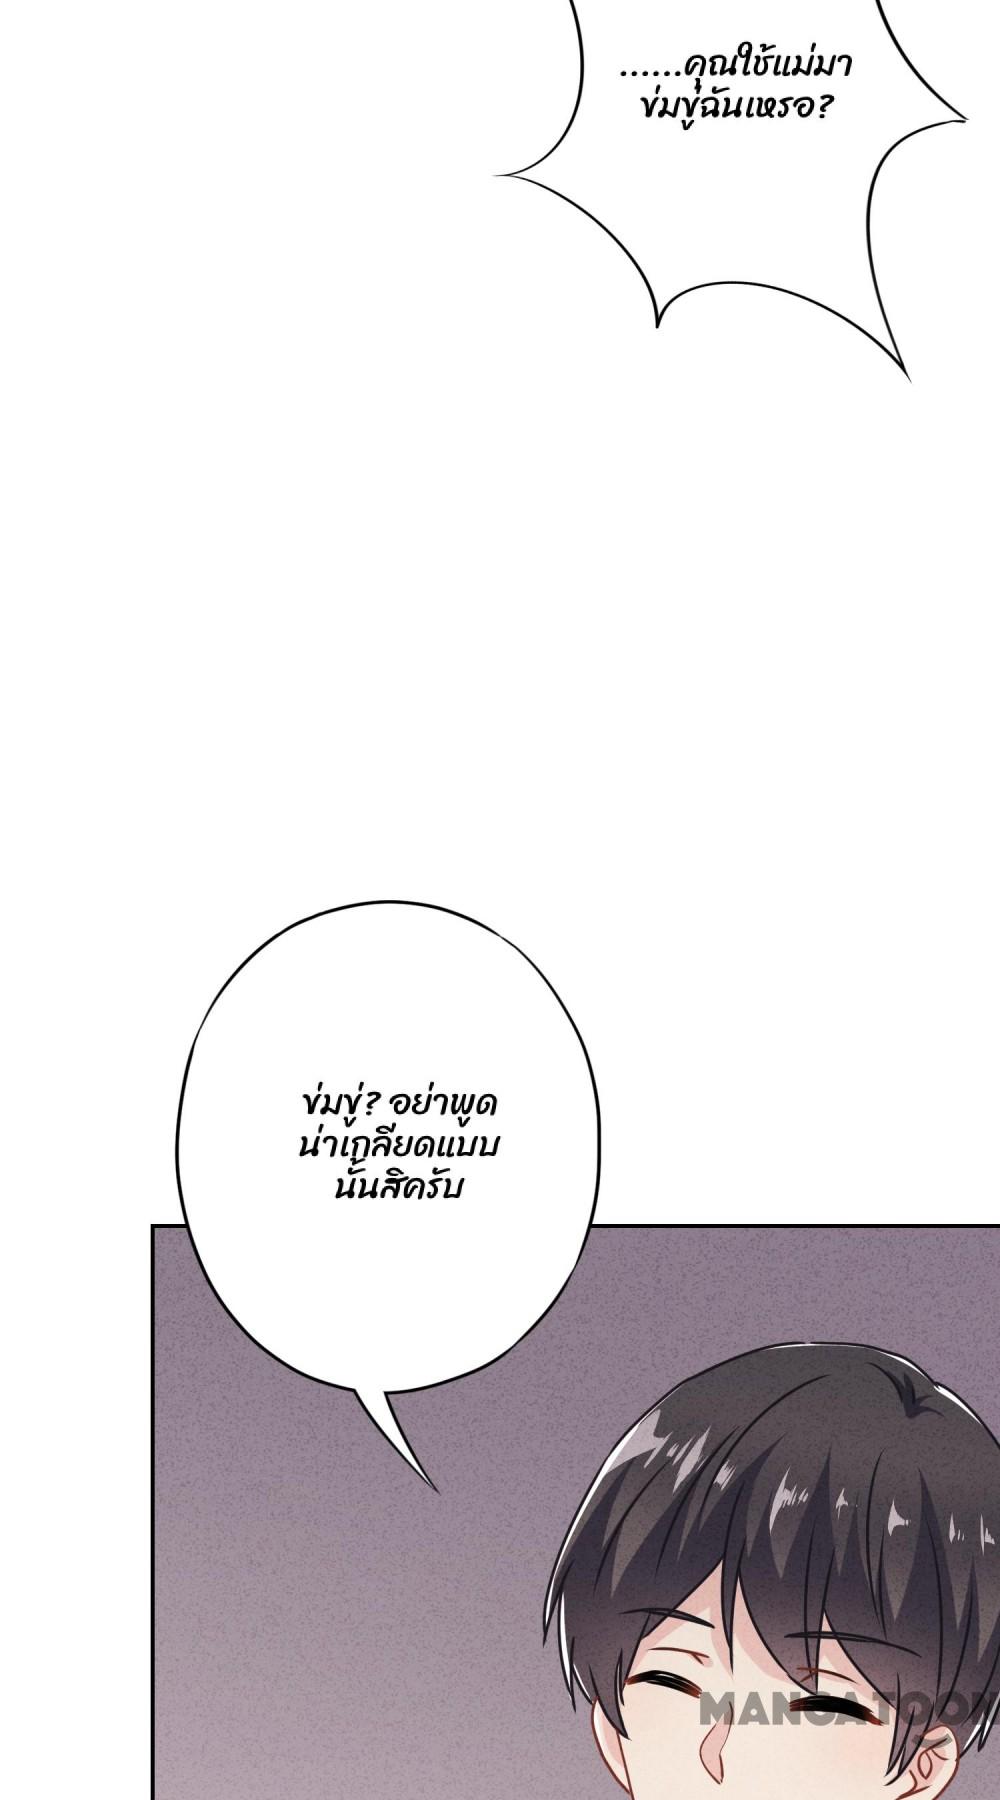 ......คุณใช้แม่มา
ข่มขู่ฉันเหรอ?
ข่มขู่? อย่าพูด
น่าเกลียดแบบ
นั้นสิครับ
MANGATOON